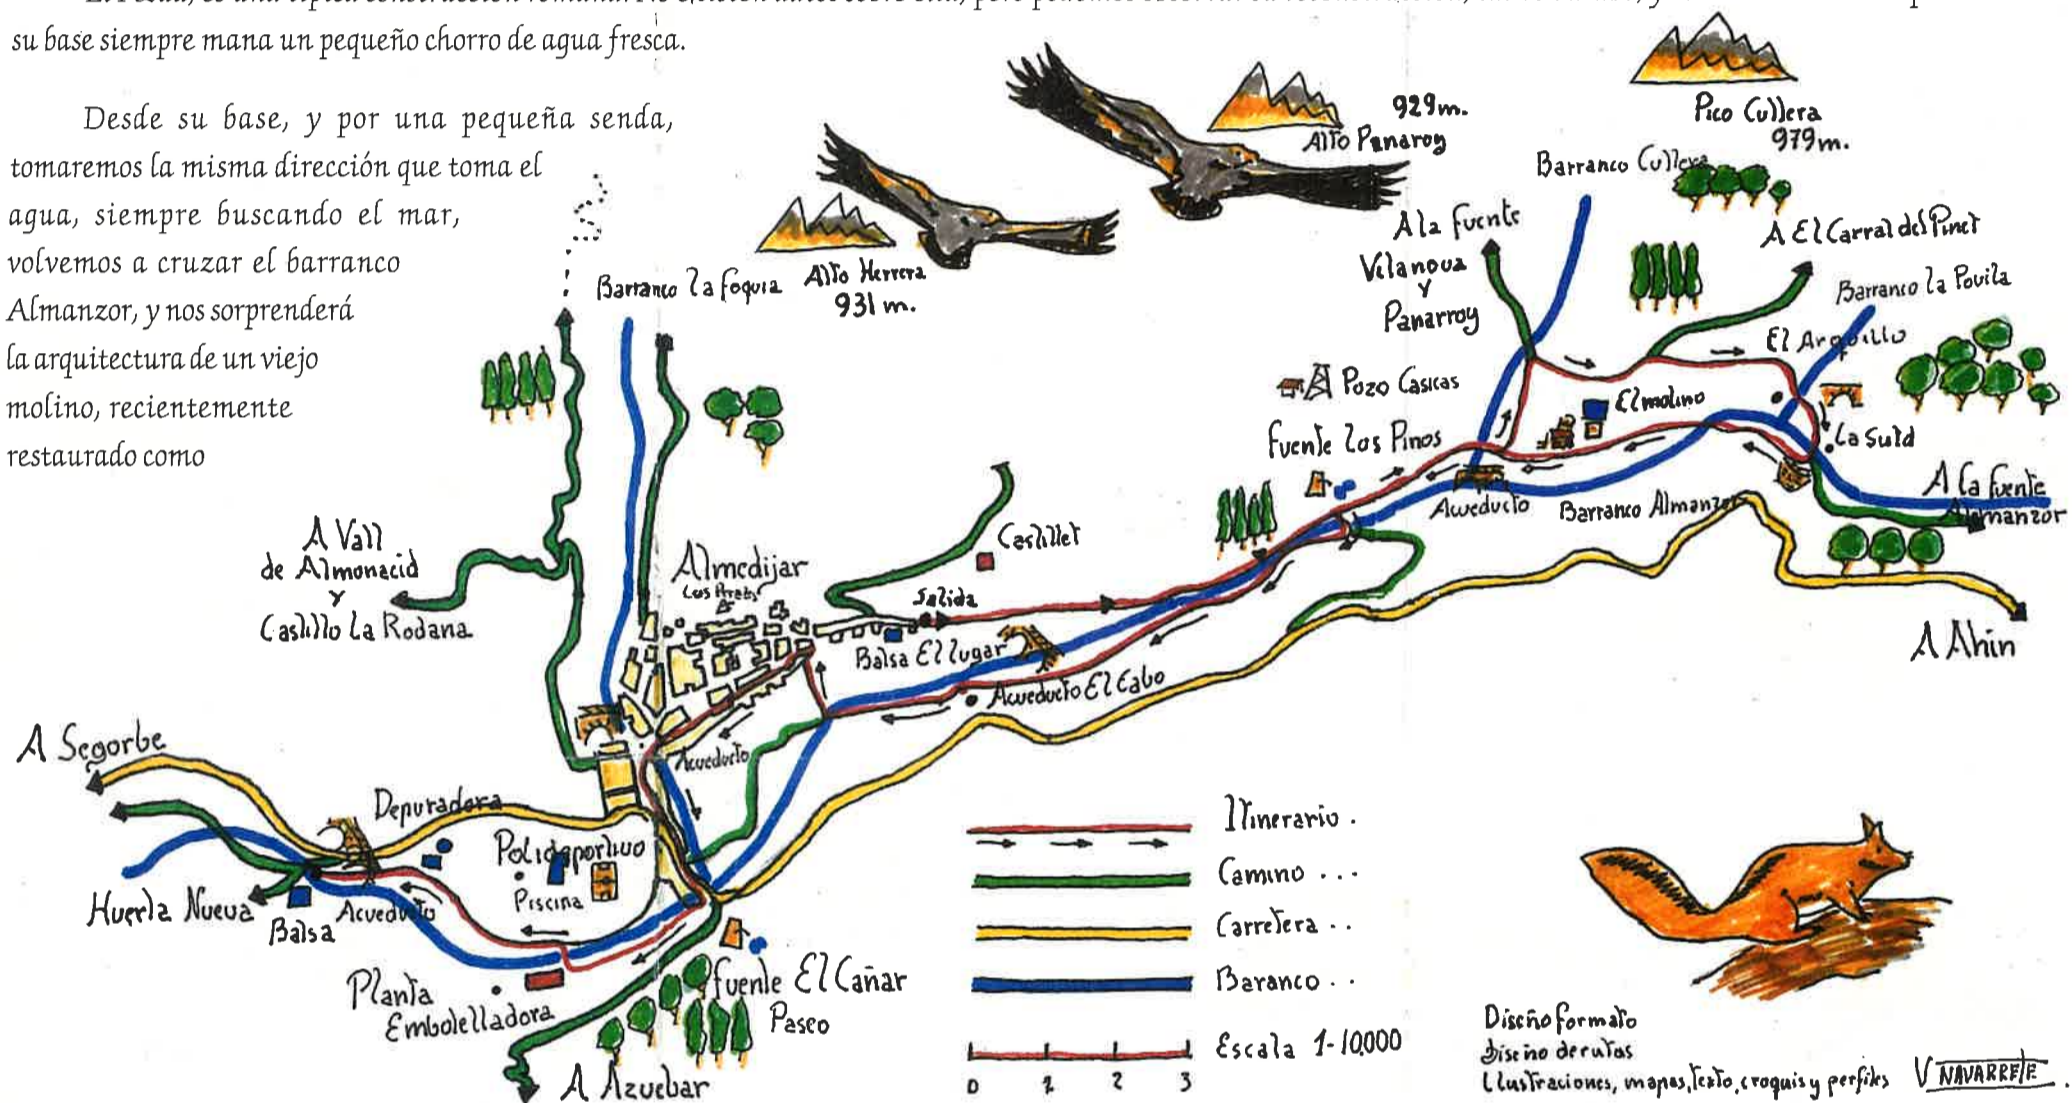 su base siempre mana un pequeño chorro de agua fresca.
Desde su base, y por una pequeña senda,
tomaremos la misma dirección que toma el
agua, siempre buscando el mar,
volvemos a cruzar el barranco
Almanzor, y nos sorprenderá
la arquitectura de un viejo
molino, recientemente
restaurado como
929m.
Alto Panaroy
Pico Cullera
979m.
Barranco Cullera
Barranco la Foquia
Alto Herrera
931 m.
A la fuente
Vilanova
y
Panarroy
A El Carral del Pinet
Barranco la Povila
El Arquillo
Pozo Casicas
El molino
Fuente Los Pinos
La Sutd
A la fuente
Almanzor
Acueducto
Barranco Almanzor
A Vall
de Almonacid
y
Castillo La Rodana
Almedijar
Castillet
Salida
Balsa El lugar
Acueducto El Cabo
A Ahin
A Segorbe
Acueducto
Depuradora
Polideportivo
Piscina
Huerta Nueva
Balsa
Acueducto
Planta
Embotelladora
fuente El Cañar
Paseo
A Azuebar
Itinerario .
Camino ...
Carretera ..
Baranco ..
Escala 1-10,000
0 1 2 3
Diseño formato
diseño de rutas
Ilustraciones, mapas, texto, croquis y perfiles V NAVARRETE.